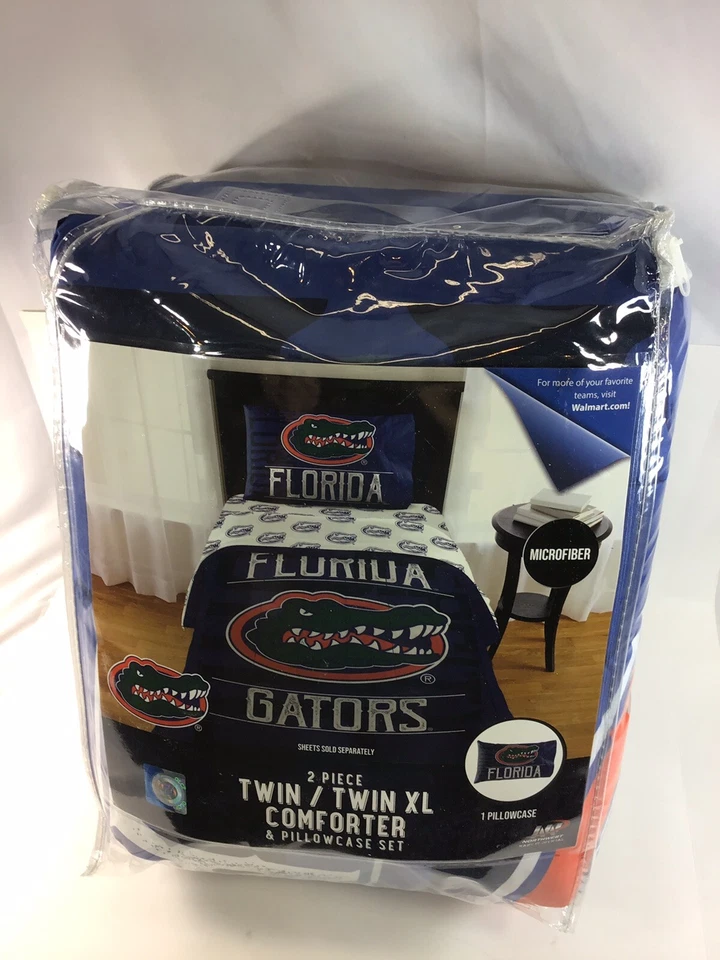 For more of your favorite
teams, visit
Walmart.com!
FLORIDA
MICROFIBER
FLORIDA
®
GATORS
®
SHEETS SOLD SEPARATELY
2 PIECE
TWIN / TWIN XL
COMFORTER
& PILLOWCASE SET
FLORIDA
1 PILLOWCASE
NORTHWEST